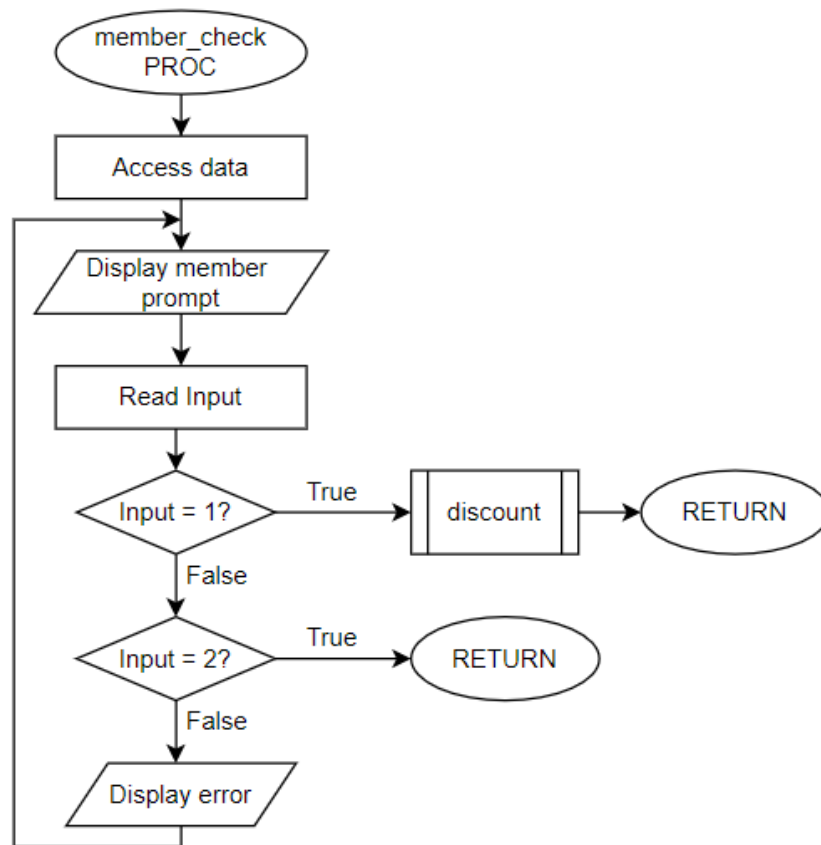 member_check
PROC
Access data
Display member
prompt
Read Input
Input = 1?
True
discount
RETURN
False
Input = 2?
True
RETURN
False
Display error